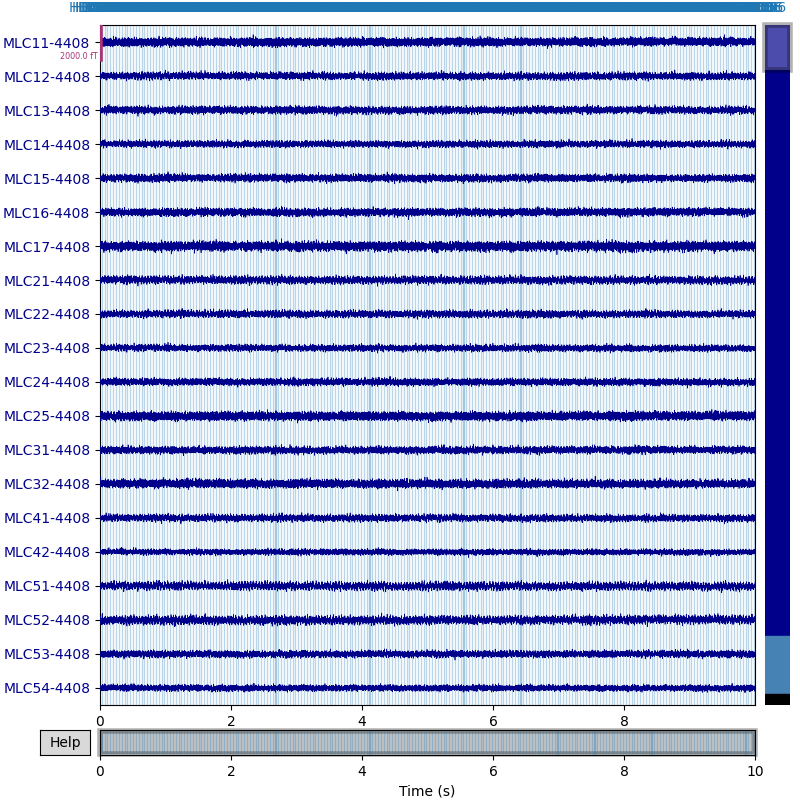 MLC11-4408
2000.0 fT
MLC12-4408
MLC13-4408
MLC14-4408
MLC15-4408
MLC16-4408
MLC17-4408
MLC21-4408
MLC22-4408
MLC23-4408
MLC24-4408
MLC25-4408
MLC31-4408
MLC32-4408
MLC41-4408
MLC42-4408
MLC51-4408
MLC52-4408
MLC53-4408
MLC54-4408
0 2 4 6 8
Help
0 2 4 6 8 10
Time (s)